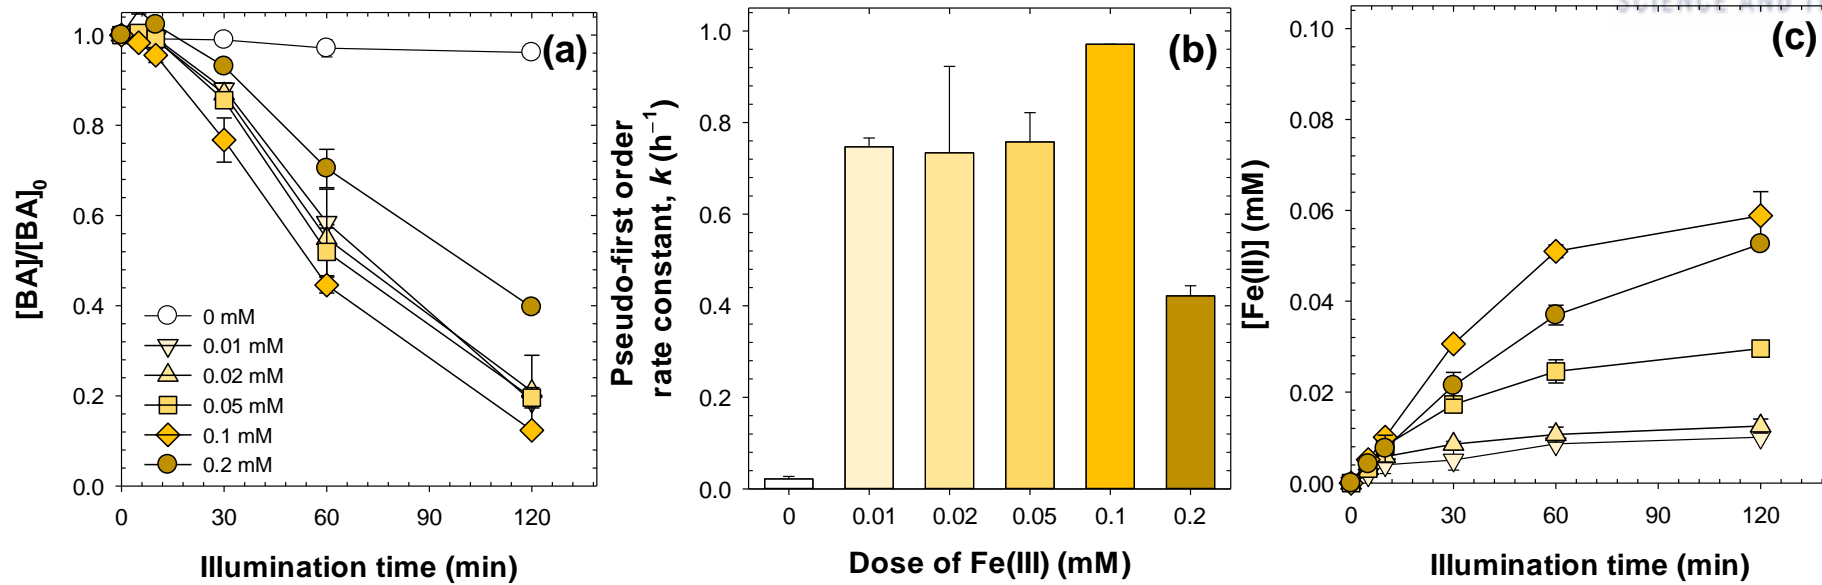 (a)
[BA]/[BA]0
1.0
0.8
0.6
0.4
0.2
0.0
0 mM
0.01 mM
0.02 mM
0.05 mM
0.1 mM
0.2 mM
0 30 60 90 120
Illumination time (min)
(b)
Pseudo-first order
rate constant, k (h−1)
1.0
0.8
0.6
0.4
0.2
0.0
0 0.01 0.02 0.05 0.1 0.2
Dose of Fe(III) (mM)
SCIENCE AND
(c)
[Fe(II)] (mM)
0.10
0.08
0.06
0.04
0.02
0.00
0 30 60 90 120
Illumination time (min)